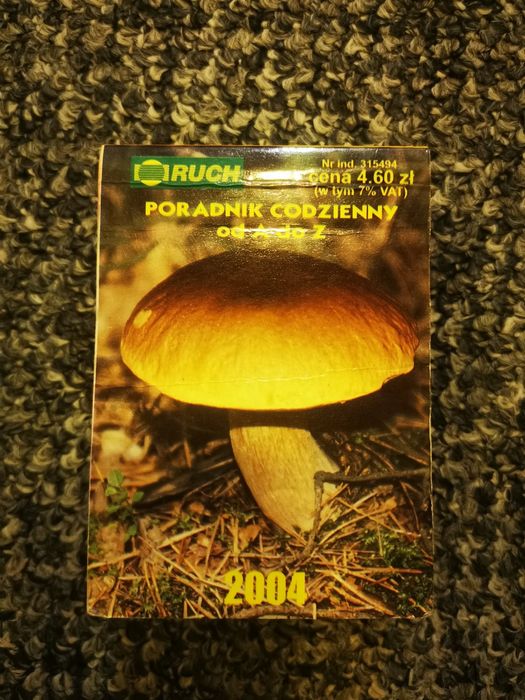 RUCH
Nr ind. 315494
cena 4.60 zł
(w tym 7% VAT)
PORADNIK CODZIENNY
od A do Z
2004